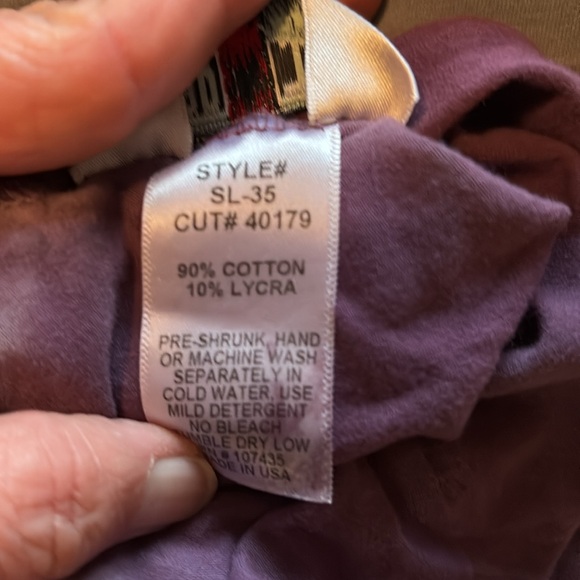 STYLE#
SL-35
CUT# 40179
90% COTTON
10% LYCRA
PRE-SHRUNK, HAND
OR MACHINE WASH
SEPARATELY IN
COLD WATER, USE
MILD DETERGENT
NO BLEACH
DRY LOW
# 107435
IN USA